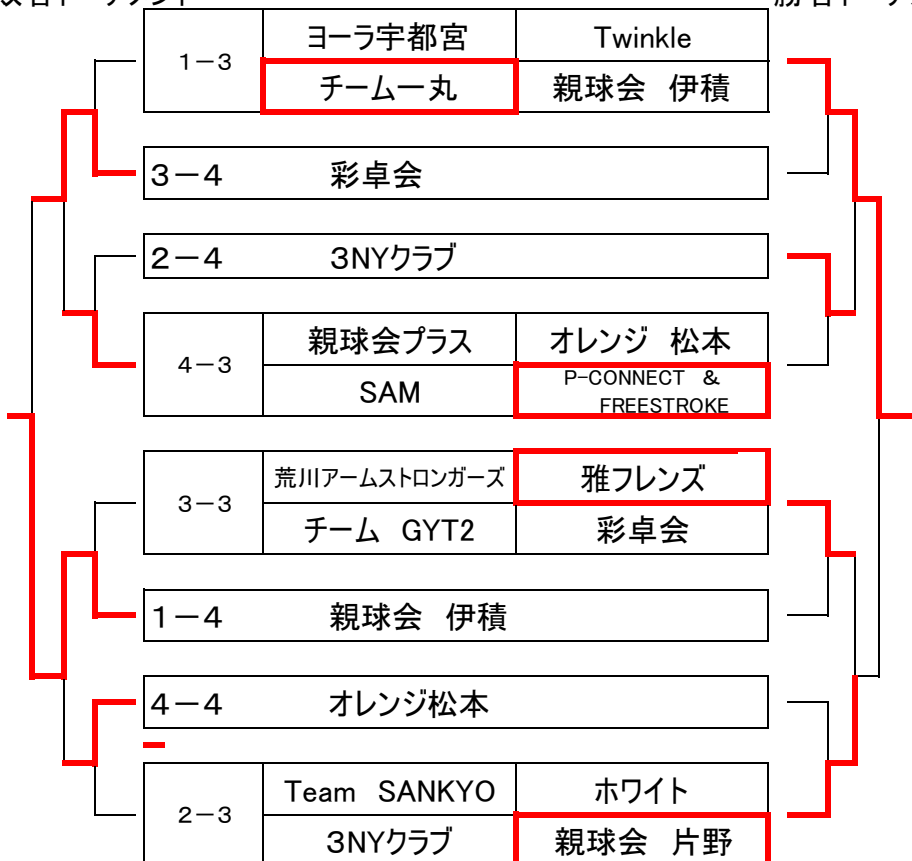 1－3 ヨーラ宇都宮 Twinkle
チーム一丸 親球会 伊積
3－4 彩卓会
2－4 3NYクラブ
4－3 親球会プラス オレンジ 松本
SAM P-CONNECT &
FREESTROKE
3－3 荒川アームストロンガーズ 雅フレンズ
チーム GYT2 彩卓会
1－4 親球会 伊積
4－4 オレンジ松本
2－3 Team SANKYO ホワイト
3NYクラブ 親球会 片野